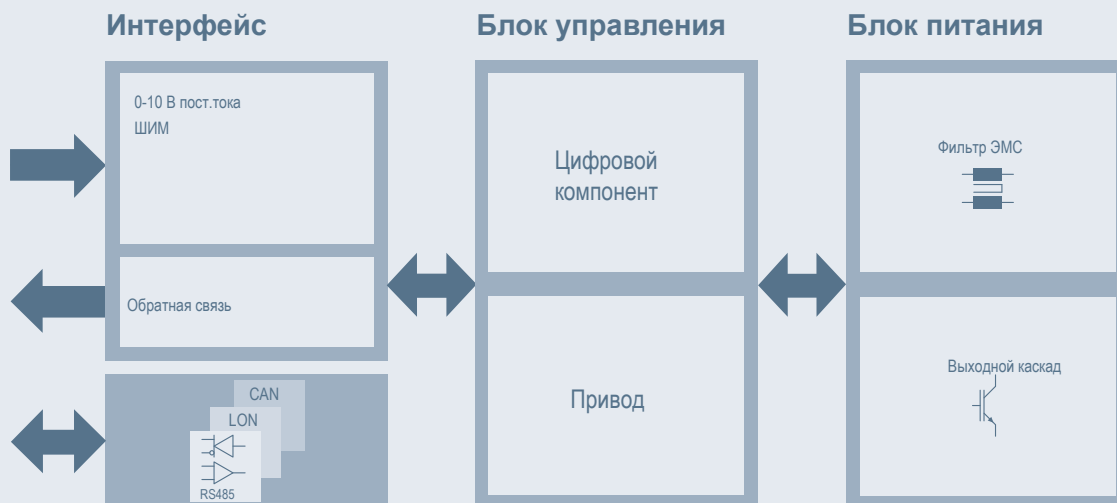 Интерфейс
Блок управления
Блок питания
0-10 В пост.тока
ШИМ
Обратная связь
CAN
LON
RS485
Цифровой
компонент
Привод
Фильтр ЭМС
Выходной каскад